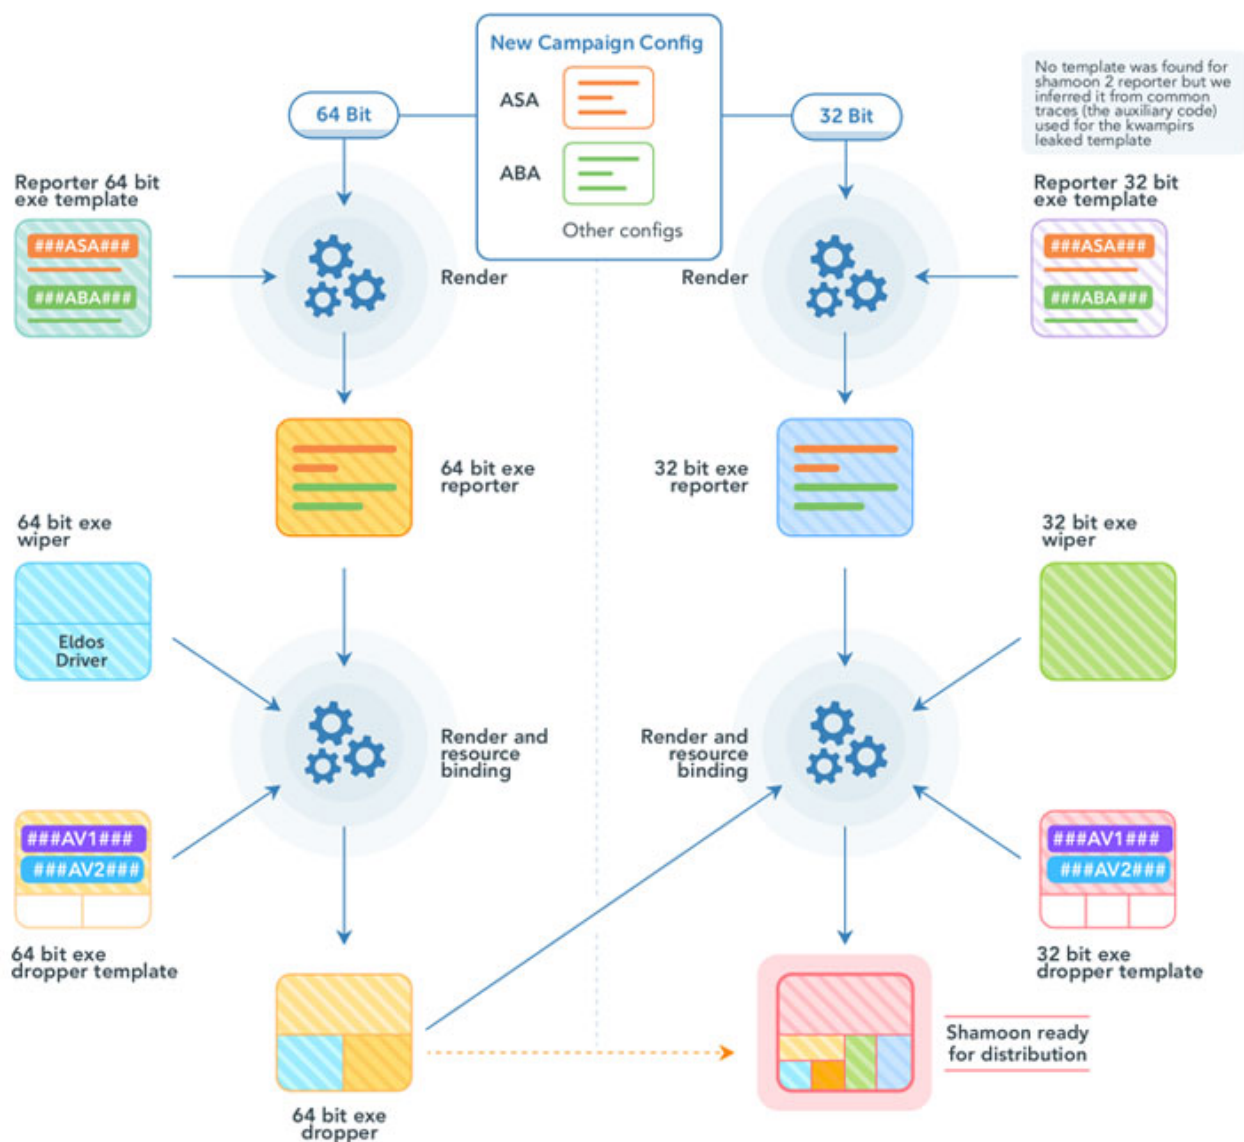 New Campaign Config
ASA
ABA
Other configs
64 Bit
32 Bit
No template was found for
shamoon 2 reporter but we
inferred it from common
traces (the auxiliary code)
used for the kwampirs
leaked template
Reporter 64 bit
exe template
###ASA###
###ABA###
Render
Render
Reporter 32 bit
exe template
###ASA###
###ABA###
64 bit exe
reporter
32 bit exe
reporter
64 bit exe
wiper
Eldos
Driver
32 bit exe
wiper
Render and
resource
binding
Render and
resource
binding
###AV1###
###AV2###
64 bit exe
dropper template
###AV1###
###AV2###
32 bit exe
dropper template
64 bit exe
dropper
Shamoon ready
for distribution